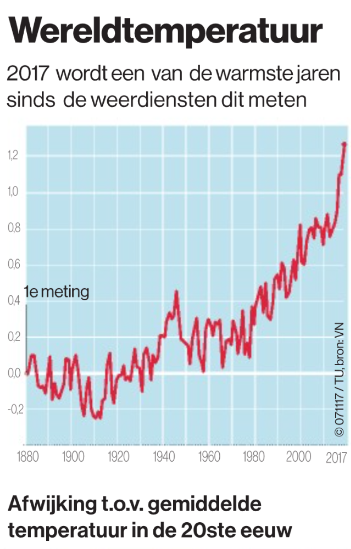 Wereldtemperatuur
2017 wordt een van de warmste jaren
sinds de weerdiensten dit meten
1,2
1,0
0,8
0,6
0,4
1e meting
0,2
0,0
-0,2
1880 1900 1920 1940 1960 1980 2000 2017
© 071117 / TU, bron: VN
Afwijking t.o.v. gemiddelde
temperatuur in de 20ste eeuw